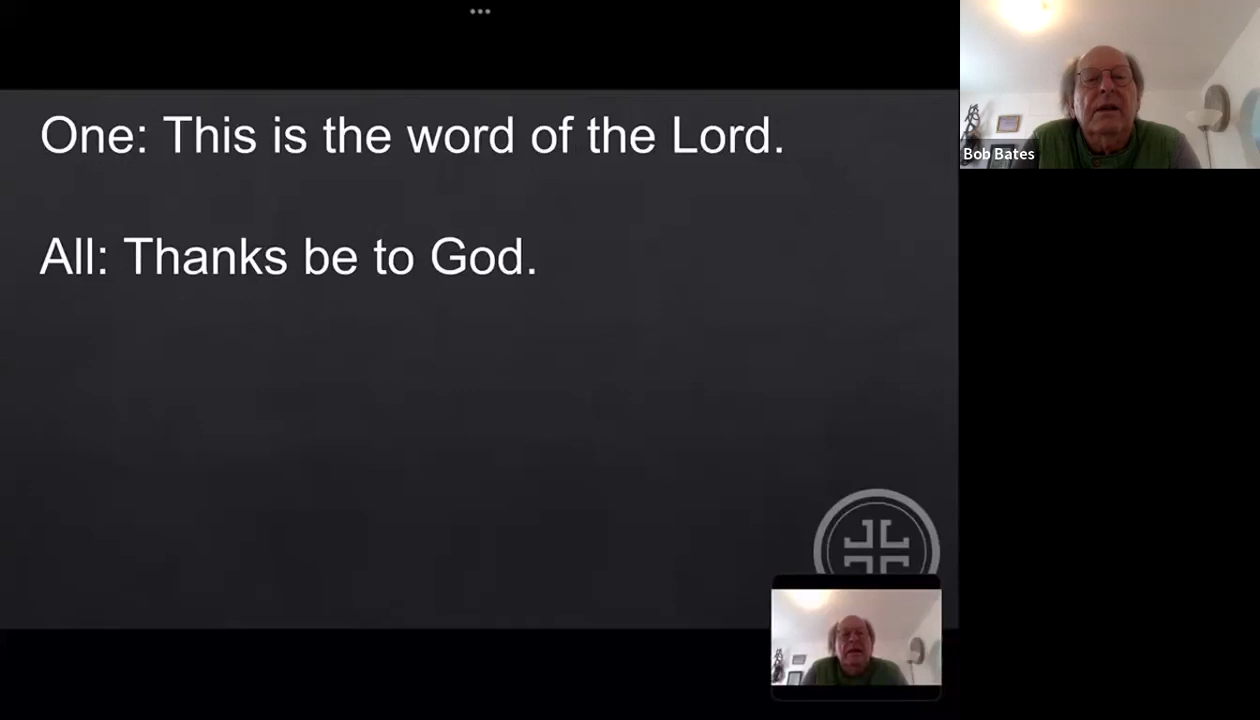 One: This is the word of the Lord.
All: Thanks be to God.
Bob Bates